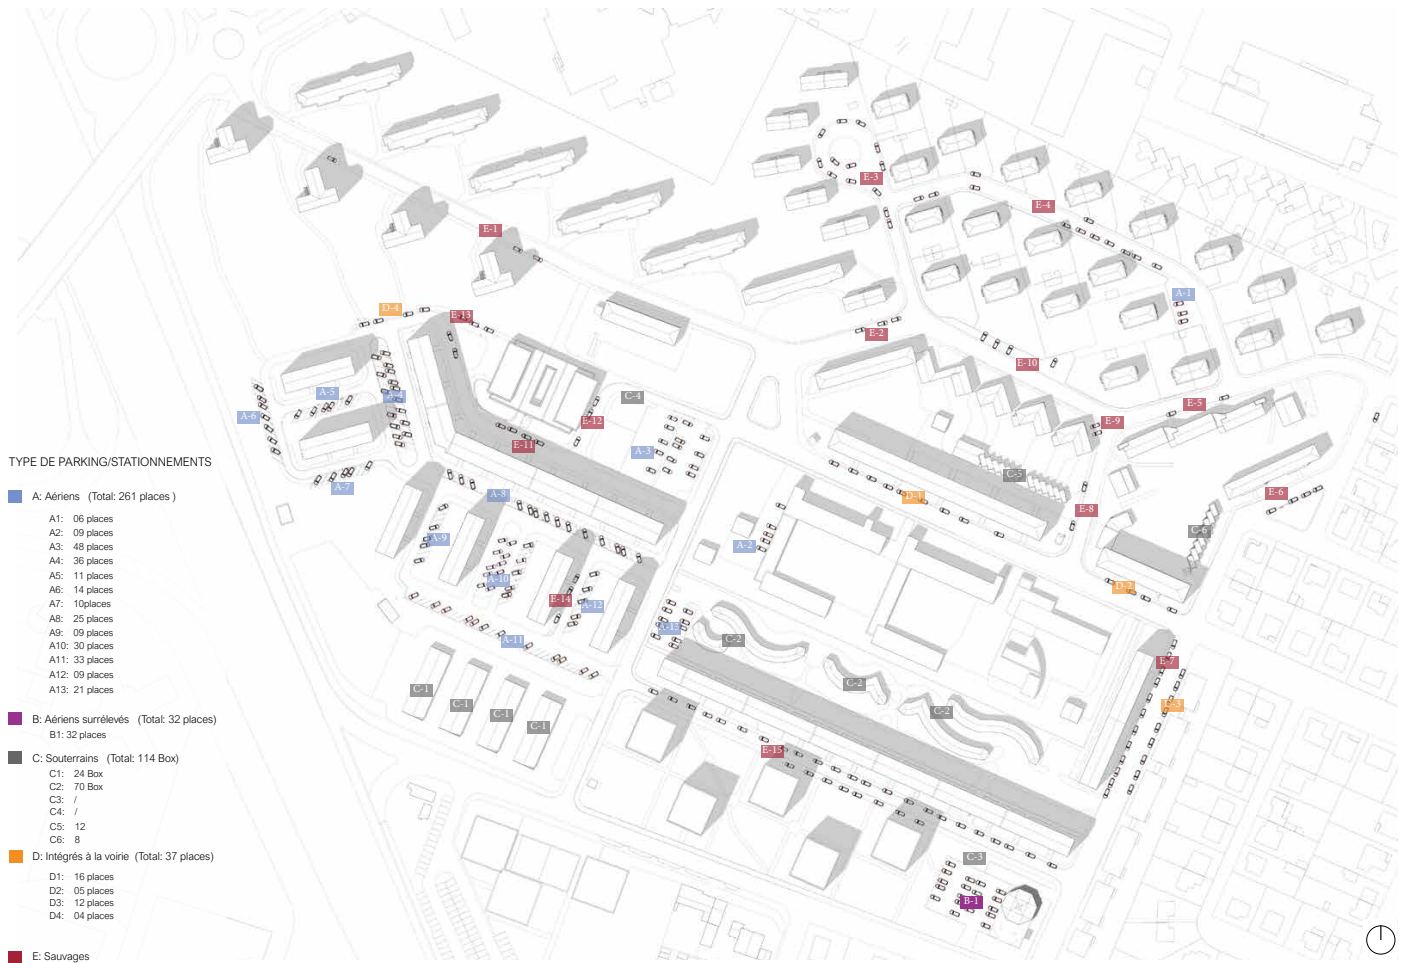 E-3
E-4
E-1
A-1
D-4
E-13
E-2
E-10
A-5
A-4
C-4
E-5
A-6
E-12
E-9
E-11
A-3
C-5
TYPE DE PARKING/STATIONNEMENTS
A-7
A-8
D-1
E-6
A: Aériens (Total: 261 places )
E-8
A1: 06 places
A2: 09 places
A3: 48 places
A4: 36 places
A5: 11 places
A6: 14 places
A7: 10places
A8: 25 places
A9: 09 places
A10: 30 places
A11: 33 places
A12: 09 places
A13: 21 places
A-9
A-2
C-6
A-10
D-2
E-14
A-12
A-13
A-11
C-2
E-7
C-1
C-1
C-1
C-1
C-2
C-2
C-3
B: Aériens surrélevés (Total: 32 places)
B1: 32 places
E-15
C: Souterrains (Total: 114 Box)
C1: 24 Box
C2: 70 Box
C3: /
C4: /
C5: 12
C6: 8
D: Intégrés à la voirie (Total: 37 places)
C-3
D1: 16 places
D2: 05 places
D3: 12 places
D4: 04 places
B-1
E: Sauvages